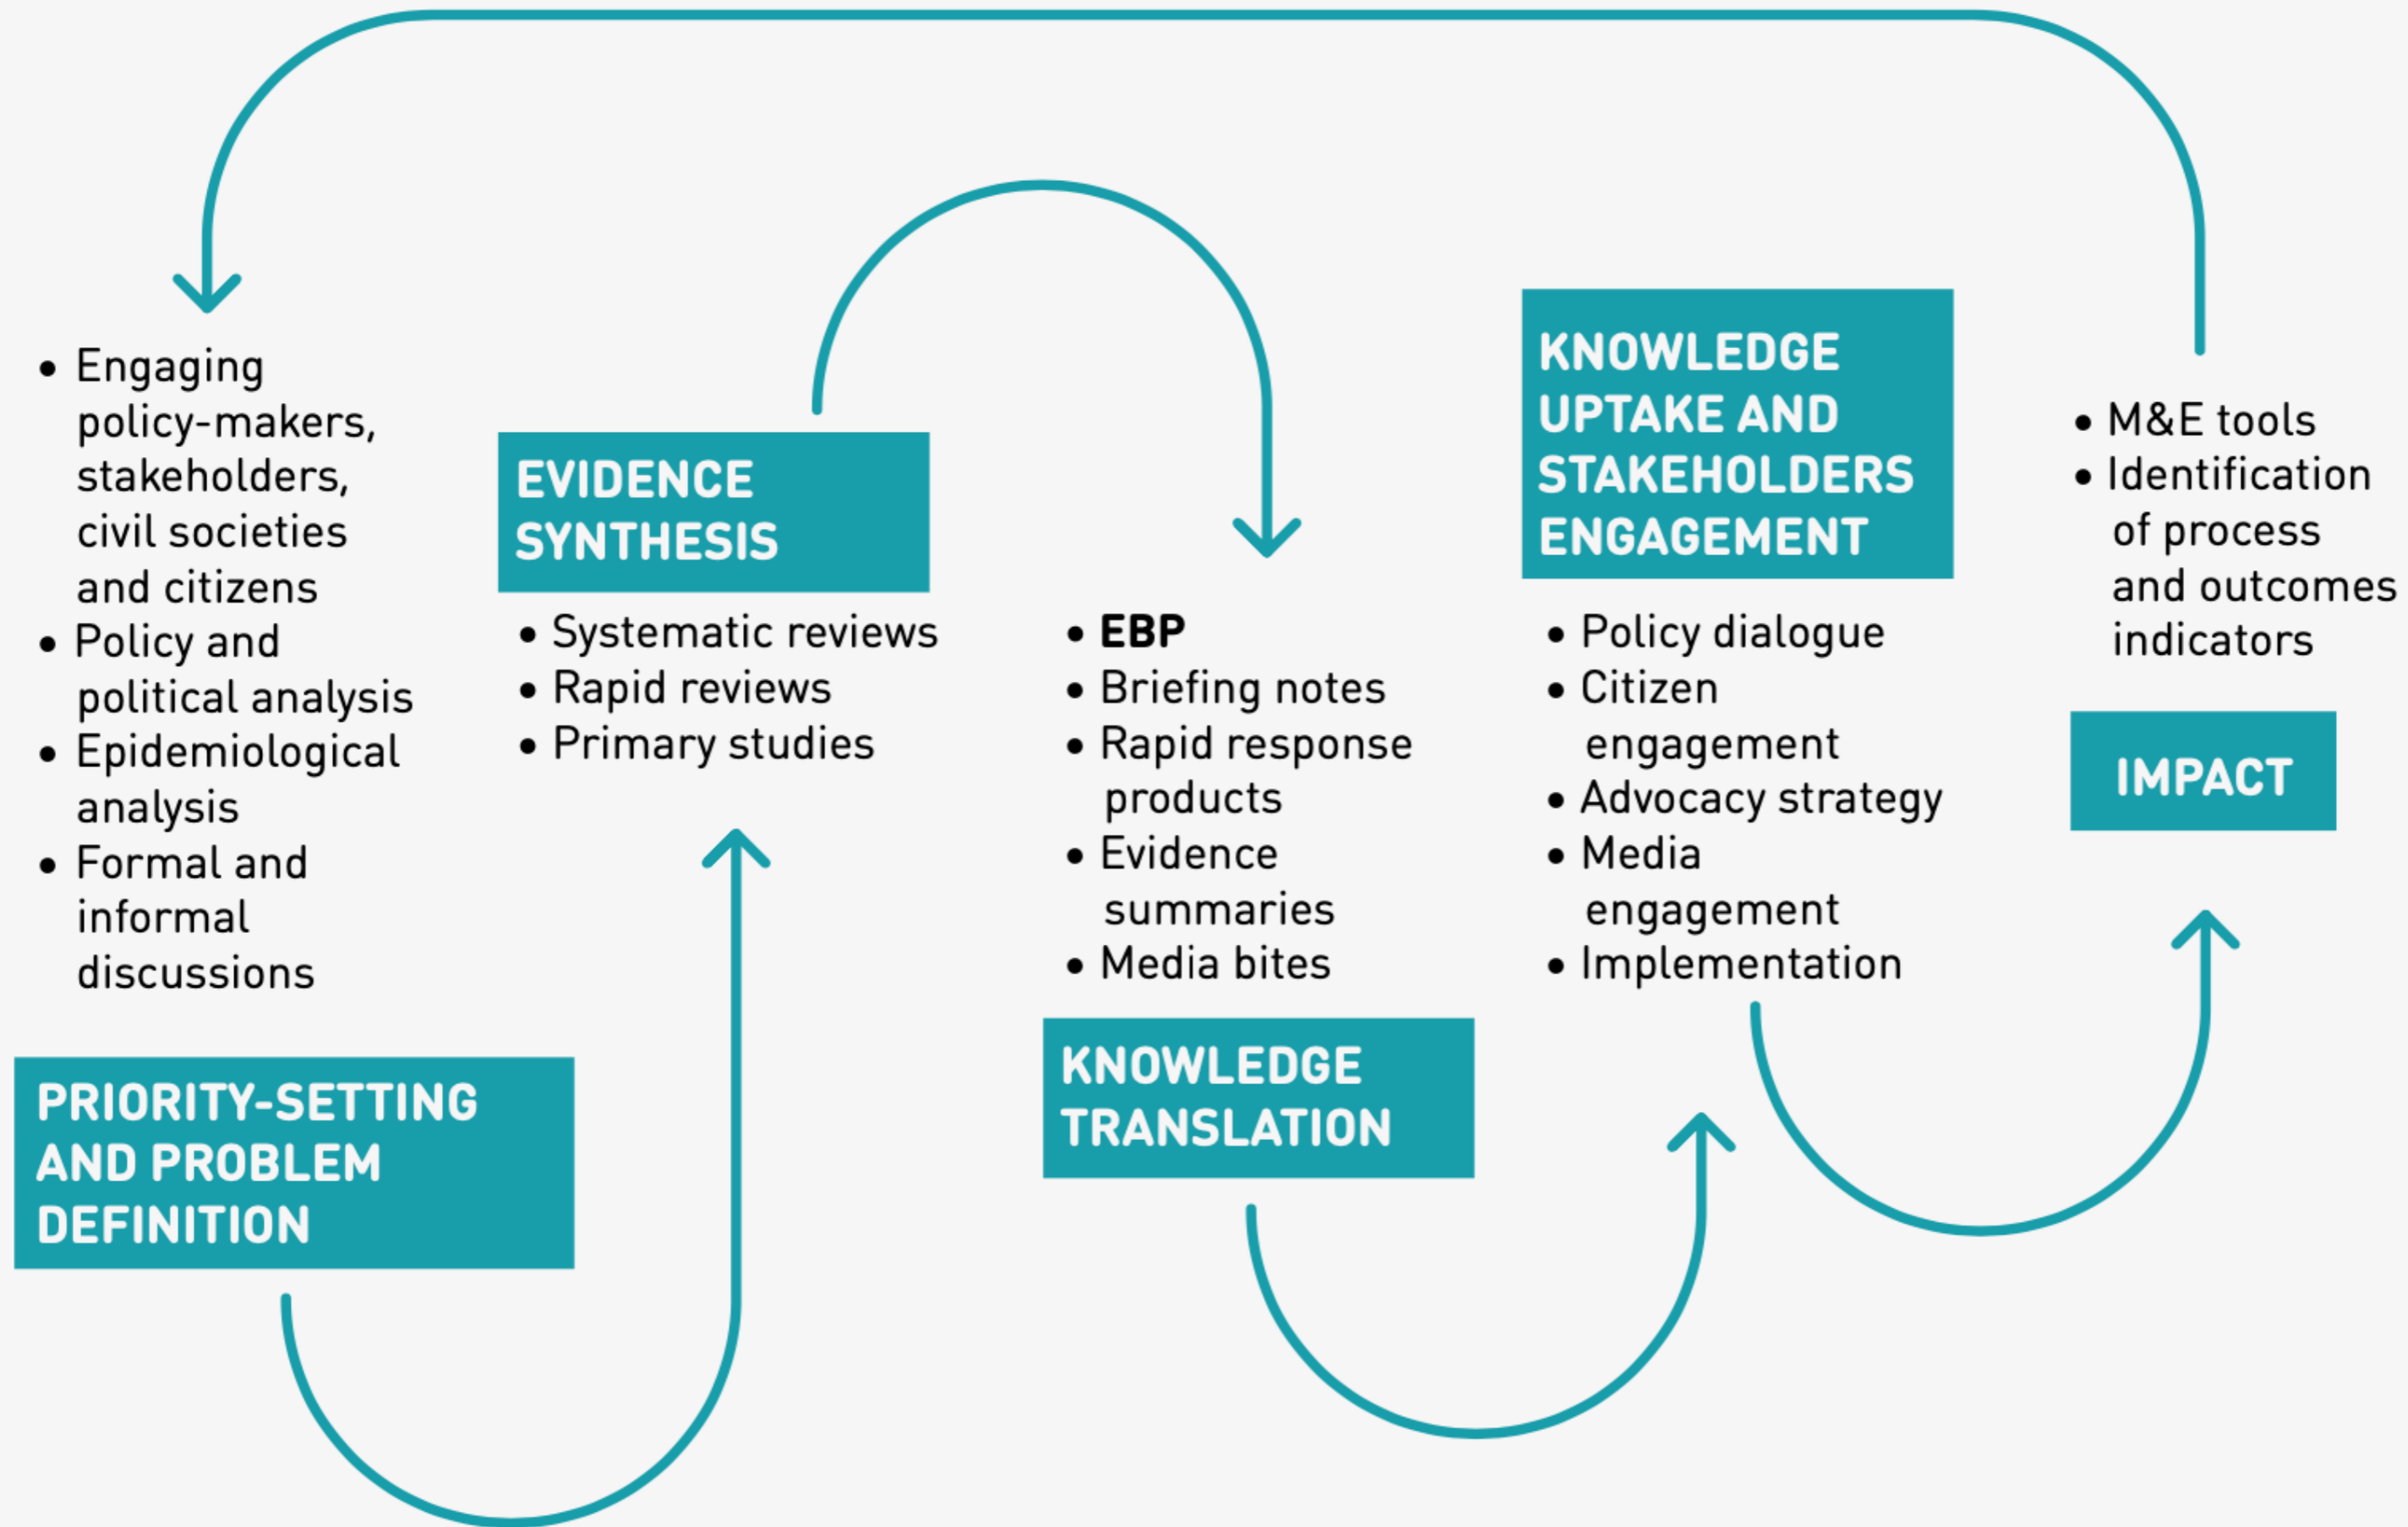 • Engaging
policy-makers,
stakeholders,
civil societies
and citizens
• Policy and
political analysis
• Epidemiological
analysis
• Formal and
informal
discussions
PRIORITY-SETTING
AND PROBLEM
DEFINITION
EVIDENCE
SYNTHESIS
• Systematic reviews
• Rapid reviews
• Primary studies
• EBP
• Briefing notes
• Rapid response
products
• Evidence
summaries
• Media bites
KNOWLEDGE
TRANSLATION
KNOWLEDGE
UPTAKE AND
STAKEHOLDERS
ENGAGEMENT
• Policy dialogue
• Citizen
engagement
• Advocacy strategy
• Media
engagement
• Implementation
• M&E tools
• Identification
of process
and outcomes
indicators
IMPACT